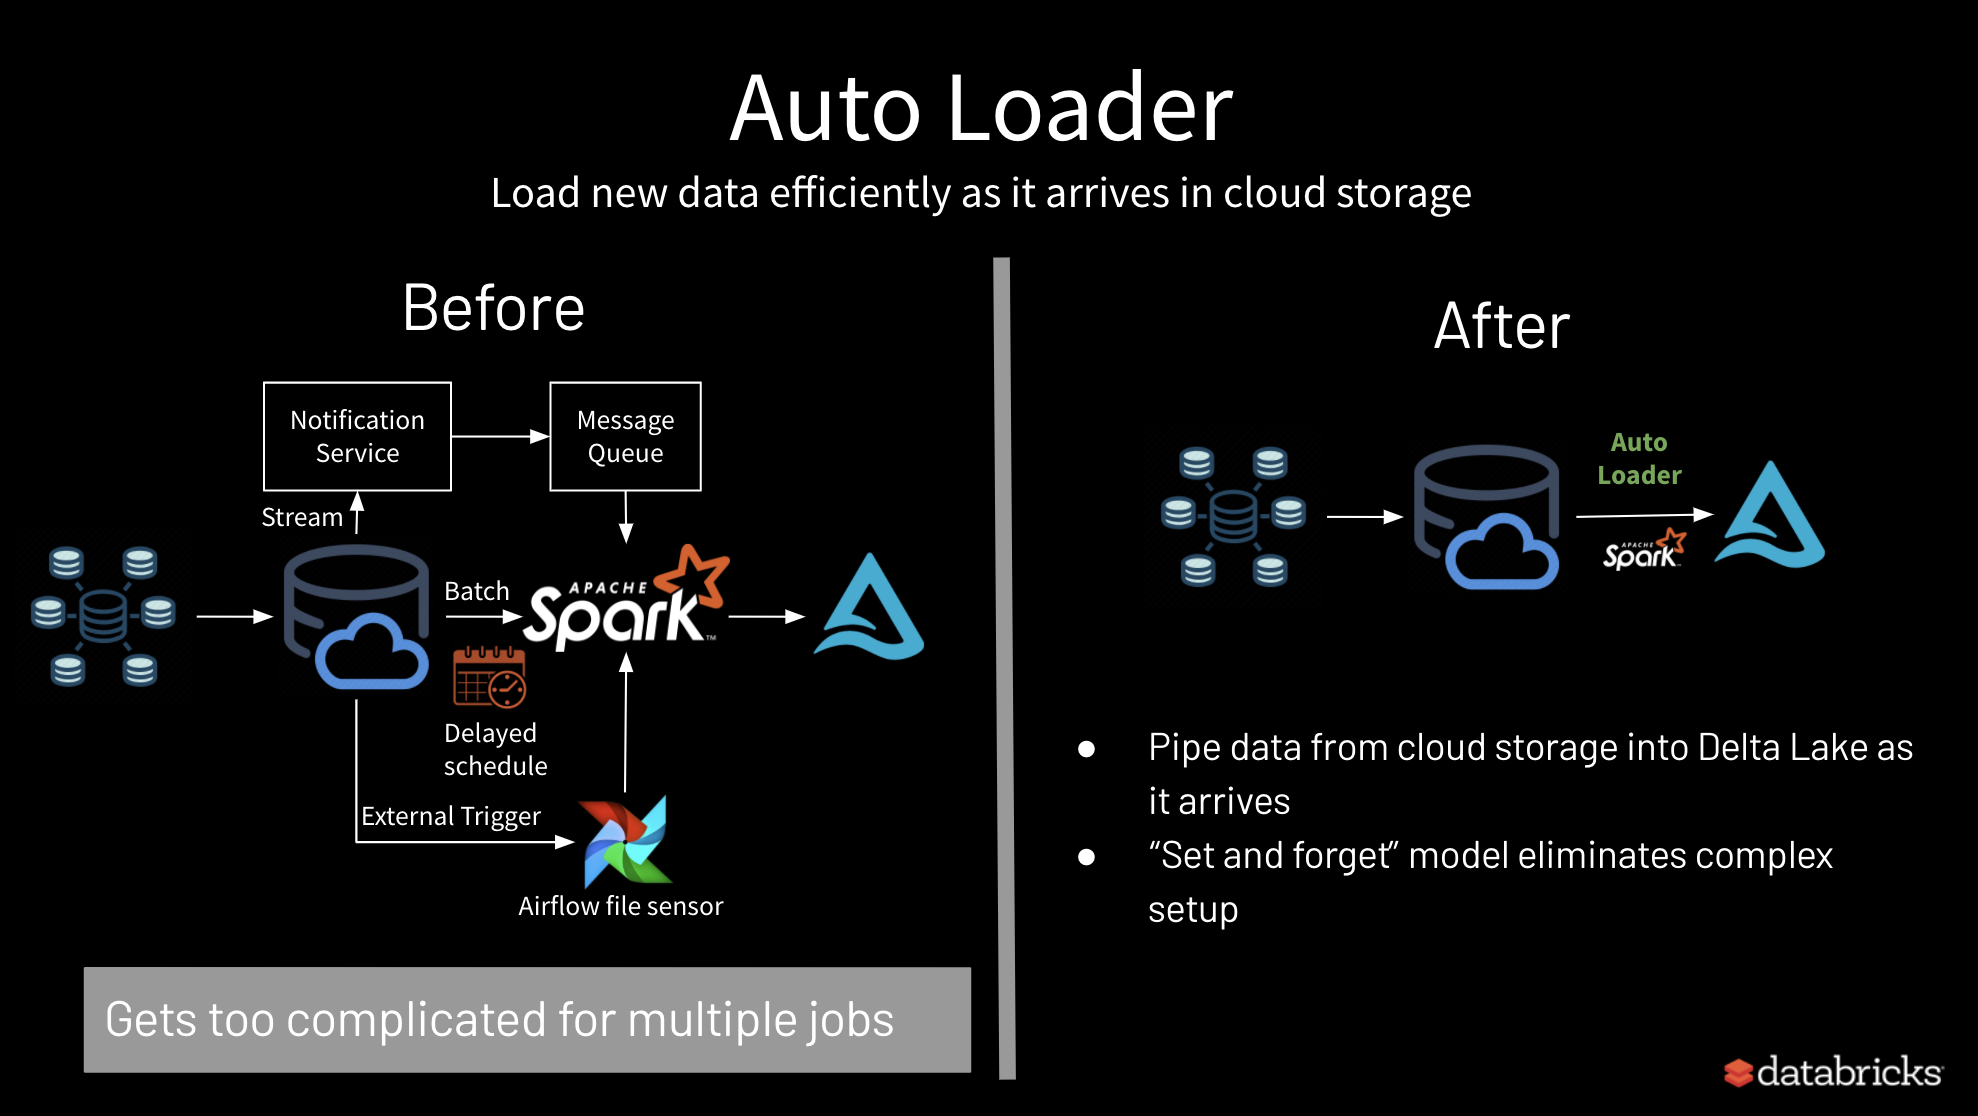 Auto Loader
Load new data efficiently as it arrives in cloud storage
Before
Notification
Service
Message
Queue
Stream
Batch
APACHE
Spark™
Delayed
schedule
External Trigger
Airflow file sensor
Gets too complicated for multiple jobs
After
Auto
Loader
APACHE
Spark™
● Pipe data from cloud storage into Delta Lake as
it arrives
● “Set and forget” model eliminates complex
setup
databricks